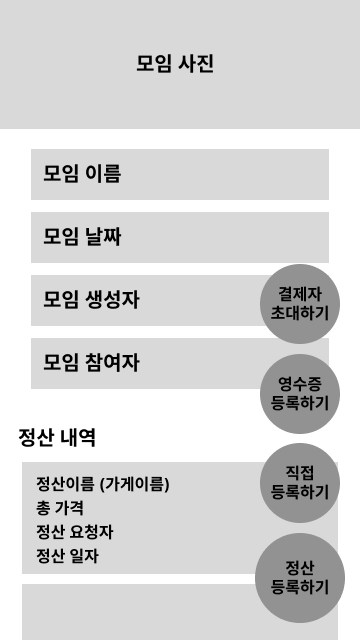 모임 사진
모임 이름
모임 날짜
모임 생성자
결제자
초대하기
모임 참여자
영수증
등록하기
정산 내역
정산이름 (가게이름)
총 가격
정산 요청자
정산 일자
직접
등록하기
정산
등록하기